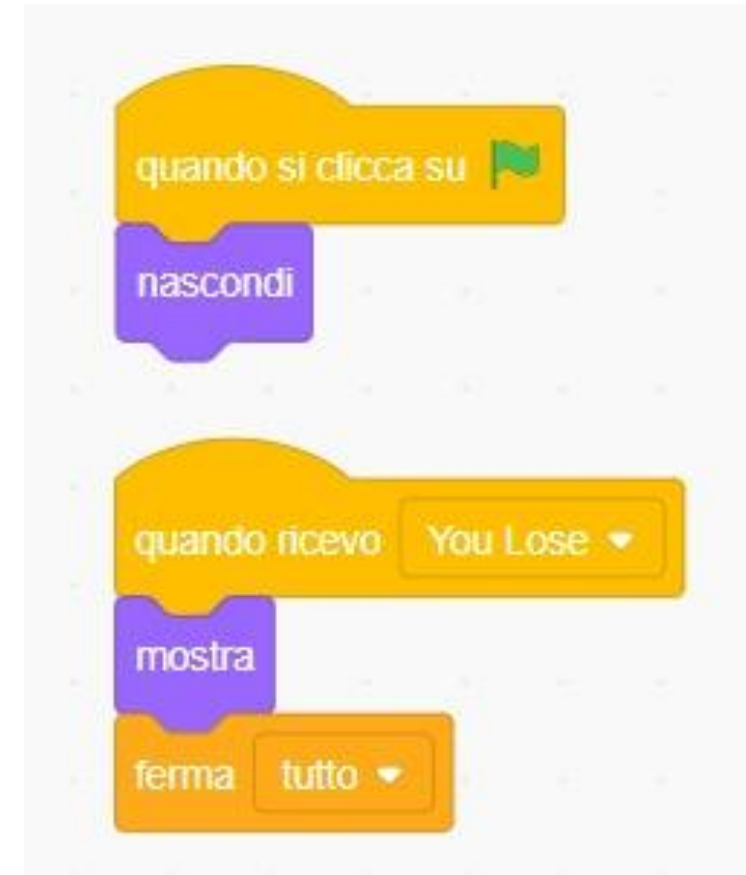 quando si clicca su
nascondi
quando ricevo You Lose
mostra
ferma tutto